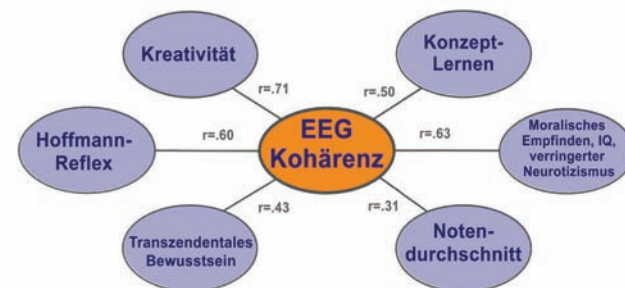 Kreativität
Konzept-
Lernen
r=.71
r=.50
EEG
Kohärenz
Hoffmann-
Reflex
r=.60
r=.63
Moralisches
Empfinden, IQ,
verringerter
Neurotizismus
r=.43
r=.31
Transzendentales
Bewusstsein
Noten-
durchschnitt